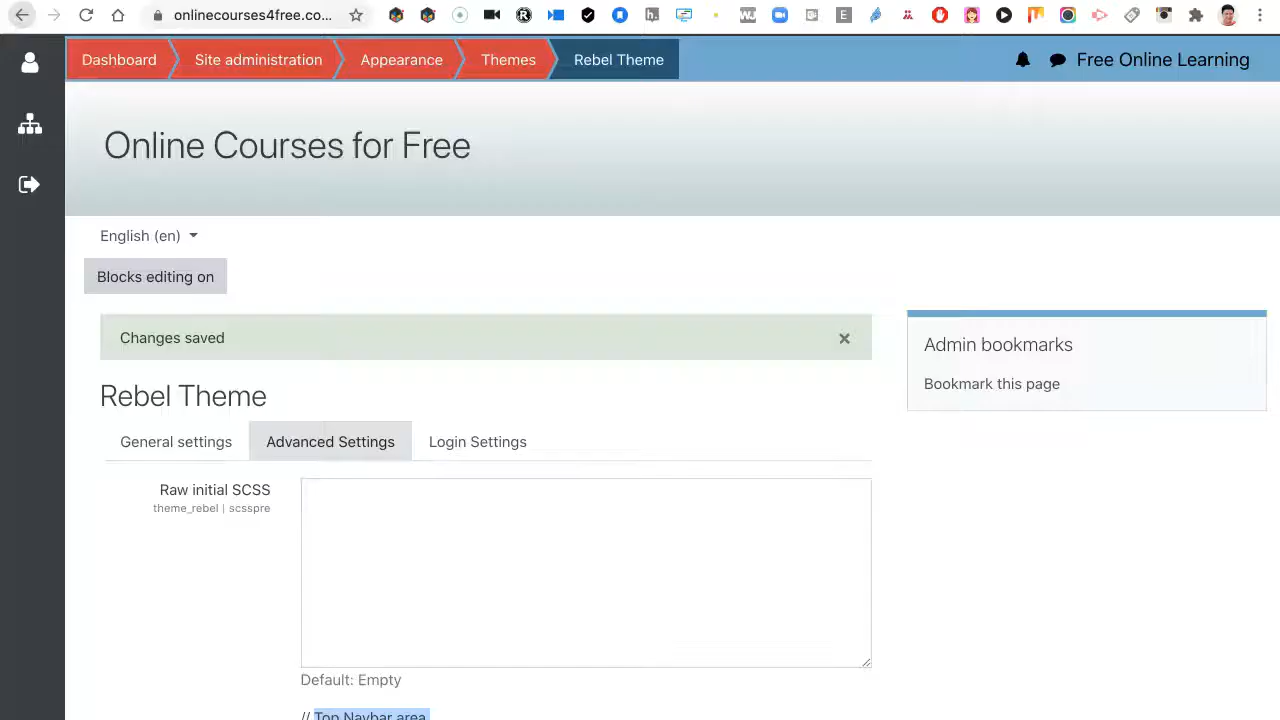 onlinecourses4free.co...
Dashboard Site administration Appearance Themes Rebel Theme
Free Online Learning
Online Courses for Free
English (en)
Blocks editing on
Changes saved ×
Admin bookmarks
Bookmark this page
Rebel Theme
General settings Advanced Settings Login Settings
Raw initial SCSS
theme_rebel | scsspre
Default: Empty
// Top Navbar area